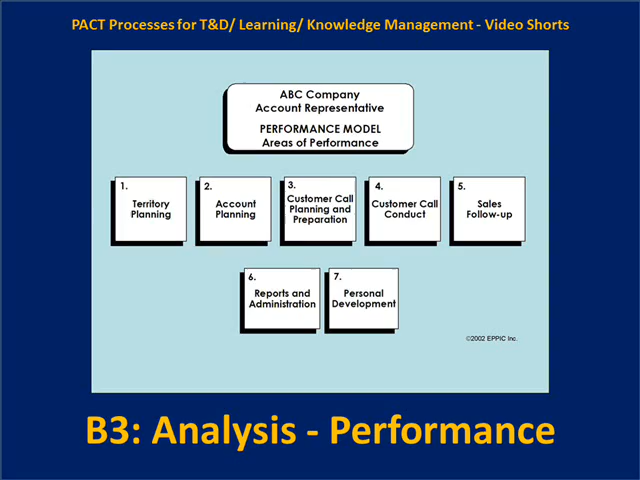 PACT Processes for T&D/ Learning/ Knowledge Management - Video Shorts
ABC Company
Account Representative
PERFORMANCE MODEL
Areas of Performance
1.
Territory
Planning
2.
Account
Planning
3.
Customer Call
Planning and
Preparation
4.
Customer Call
Conduct
5.
Sales
Follow-up
6.
Reports and
Administration
7.
Personal
Development
©2002 EPPIC Inc.
B3: Analysis - Performance